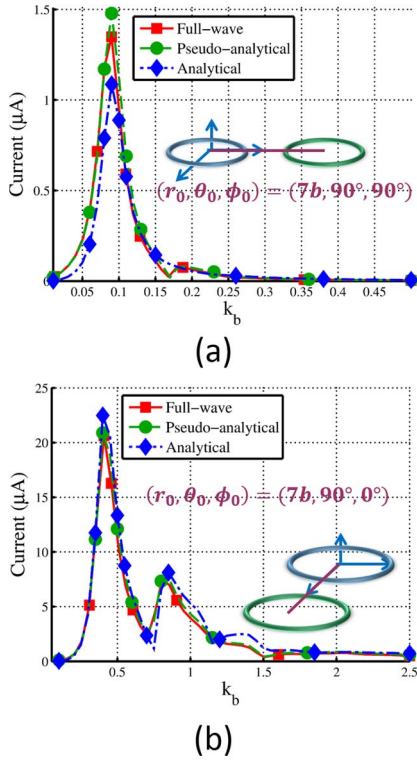 1.5
Full-wave
Pseudo-analytical
Analytical
1
0.5
0
Current (μA)
(r₀, θ₀, ϕ₀) = (7b, 90°, 90°)
0.05 0.1 0.15 0.2 0.25 0.3 0.35 0.4 0.45
k_b
(a)
25
Full-wave
Pseudo-analytical
Analytical
20
15
10
5
0
Current (μA)
(r₀, θ₀, ϕ₀) = (7b, 90°, 0°)
0.5 1 1.5 2 2.5
k_b
(b)